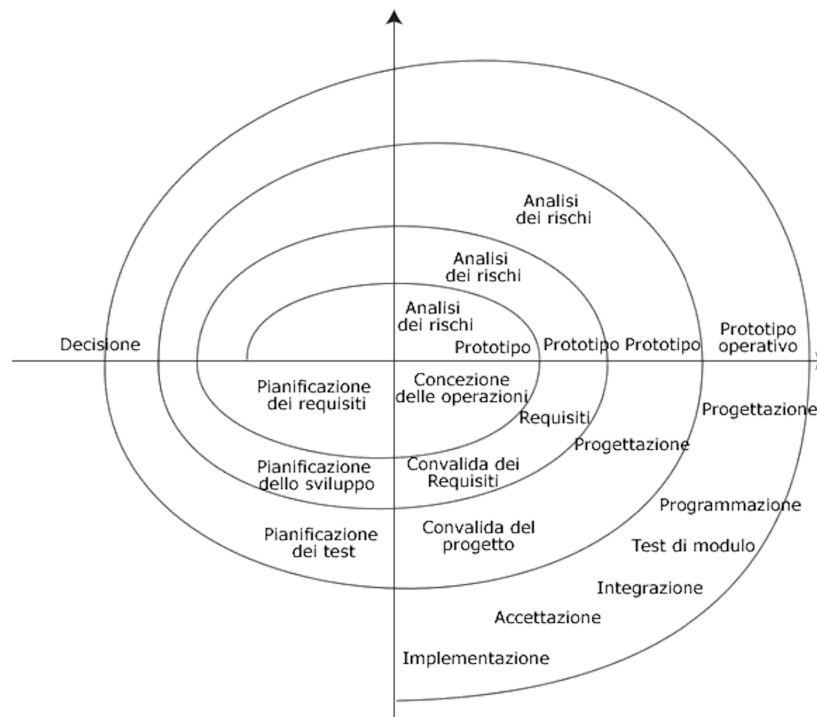 Analisi
dei rischi
Analisi
dei rischi
Analisi
dei rischi
Decisione
Prototipo
Prototipo
Prototipo
Prototipo
operativo
Pianificazione
dei requisiti
Concezione
delle operazioni
Requisiti
Progettazione
Progettazione
Pianificazione
dello sviluppo
Convalida dei
Requisiti
Pianificazione
dei test
Convalida del
progetto
Programmazione
Test di modulo
Integrazione
Accettazione
Implementazione